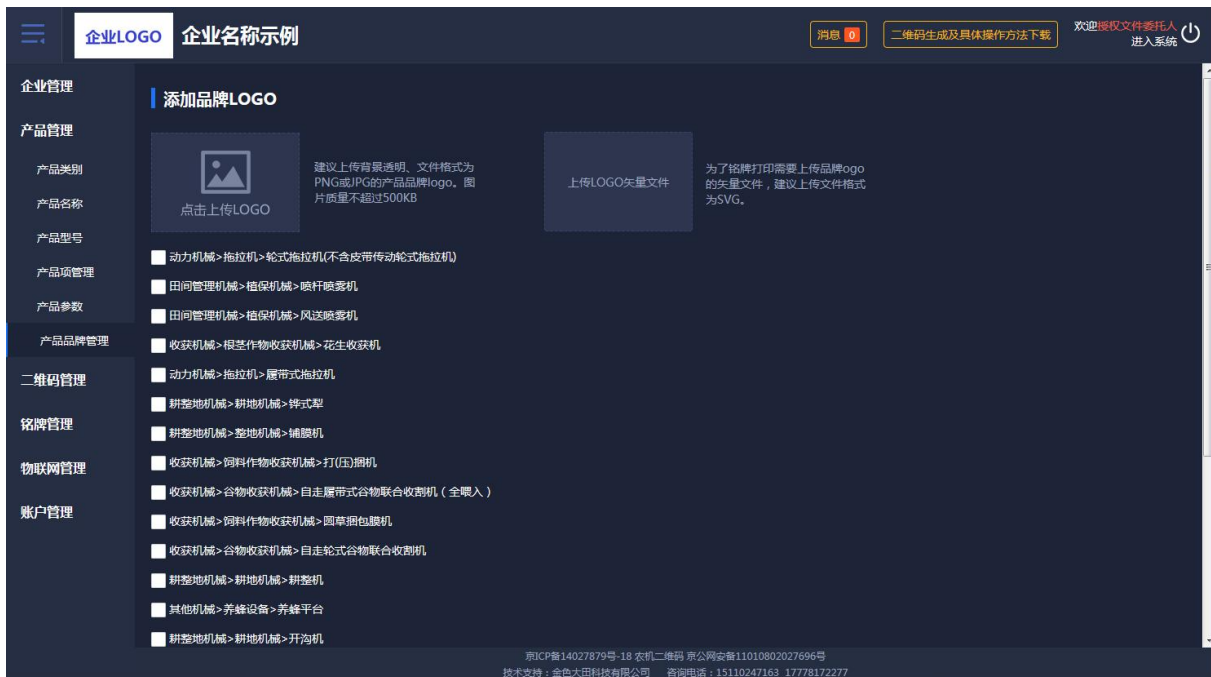 企业LOGO
企业名称示例
消息 0
二维码生成及具体操作方法下载
欢迎授权文件委托人
进入系统
企业管理
产品管理
产品类别
产品名称
产品型号
产品项管理
产品参数
产品品牌管理
二维码管理
铭牌管理
物联网管理
账户管理
添加品牌LOGO
点击上传LOGO
建议上传背景透明、文件格式为
PNG或JPG的产品品牌logo。图
片质量不超过500KB
上传LOGO矢量文件
为了铭牌打印需要上传品牌ogo
的矢量文件，建议上传文件格式
为SVG。
动力机械>拖拉机>轮式拖拉机(不含皮带传动轮式拖拉机)
田间管理机械>植保机械>喷杆喷雾机
田间管理机械>植保机械>风送喷雾机
收获机械>根茎作物收获机械>花生收获机
动力机械>拖拉机>履带式拖拉机
耕整地机械>耕地机械>铧式犁
耕整地机械>整地机械>铺膜机
收获机械>饲料作物收获机械>打(压)捆机
收获机械>谷物收获机械>自走履带式谷物联合收割机（全喂入）
收获机械>饲料作物收获机械>圆草捆包膜机
收获机械>谷物收获机械>自走轮式谷物联合收割机
耕整地机械>耕地机械>耕整机
其他机械>养蜂设备>养蜂平台
耕整地机械>耕地机械>开沟机
京ICP备14027879号-18 农机二维码 京公网安备11010802027696号
技术支持：金色大田科技有限公司 咨询电话：15110247163 17778172277